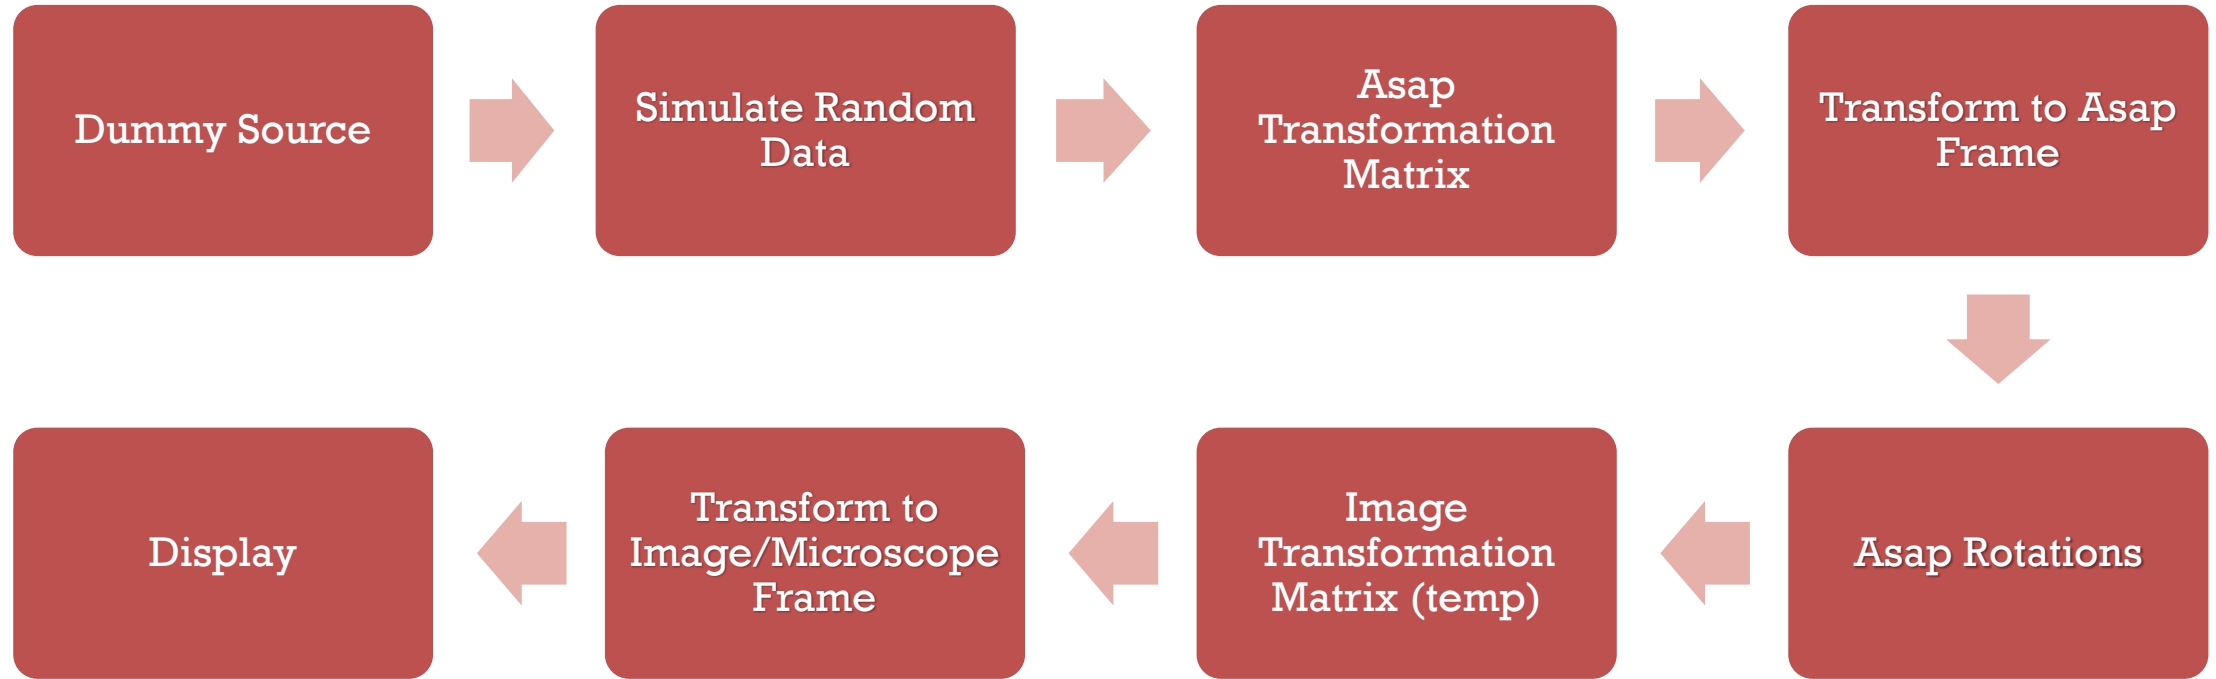 Dummy Source
Simulate Random
Data
Asap
Transformation
Matrix
Transform to Asap
Frame
Asap Rotations
Image
Transformation
Matrix (temp)
Transform to
Image/Microscope
Frame
Display